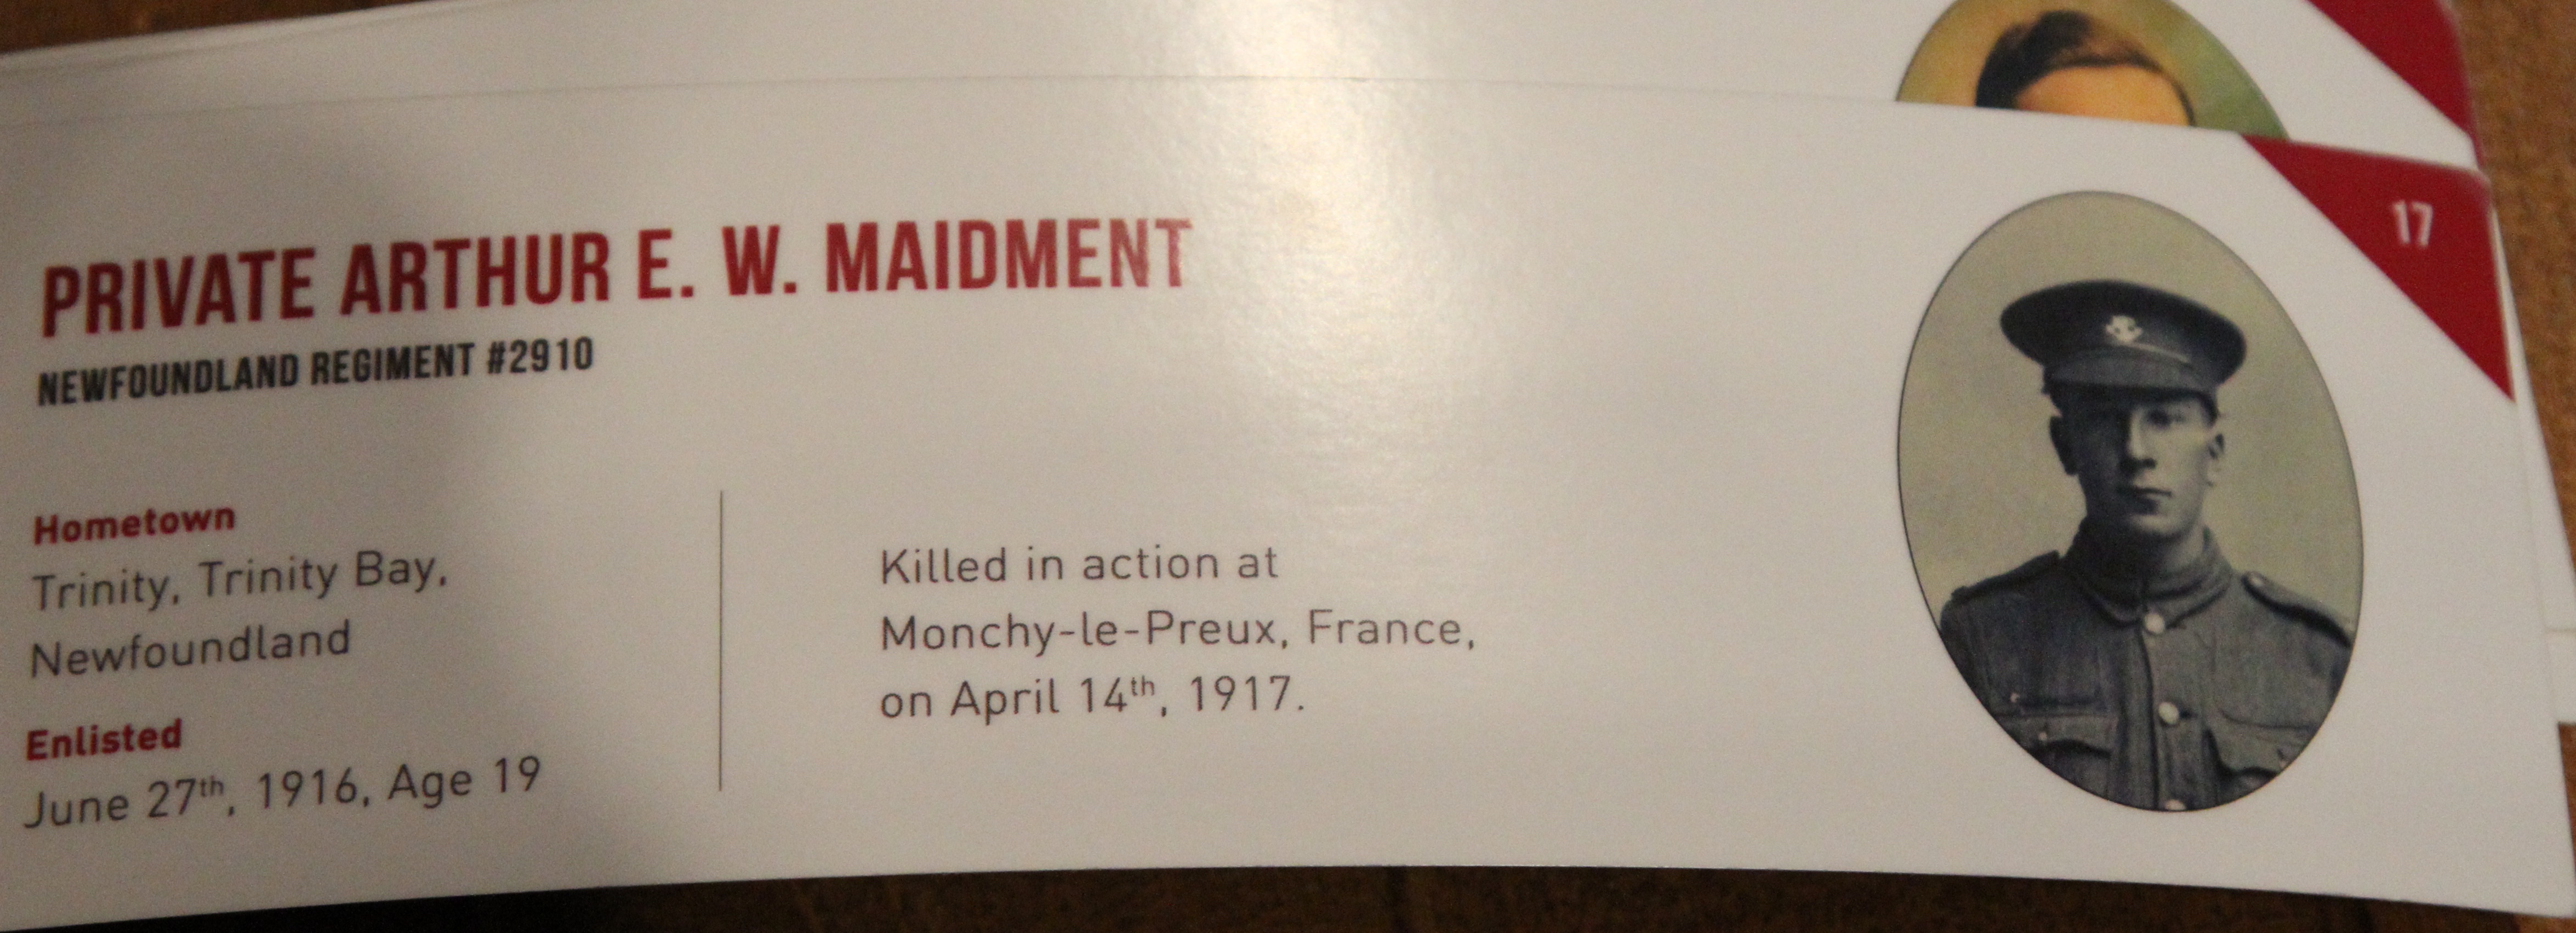 17
PRIVATE ARTHUR E. W. MAIDMENT
NEWFOUNDLAND REGIMENT #2910
Hometown
Trinity, Trinity Bay,
Newfoundland
Enlisted
June 27th, 1916, Age 19
Killed in action at
Monchy-le-Preux, France,
on April 14th, 1917.